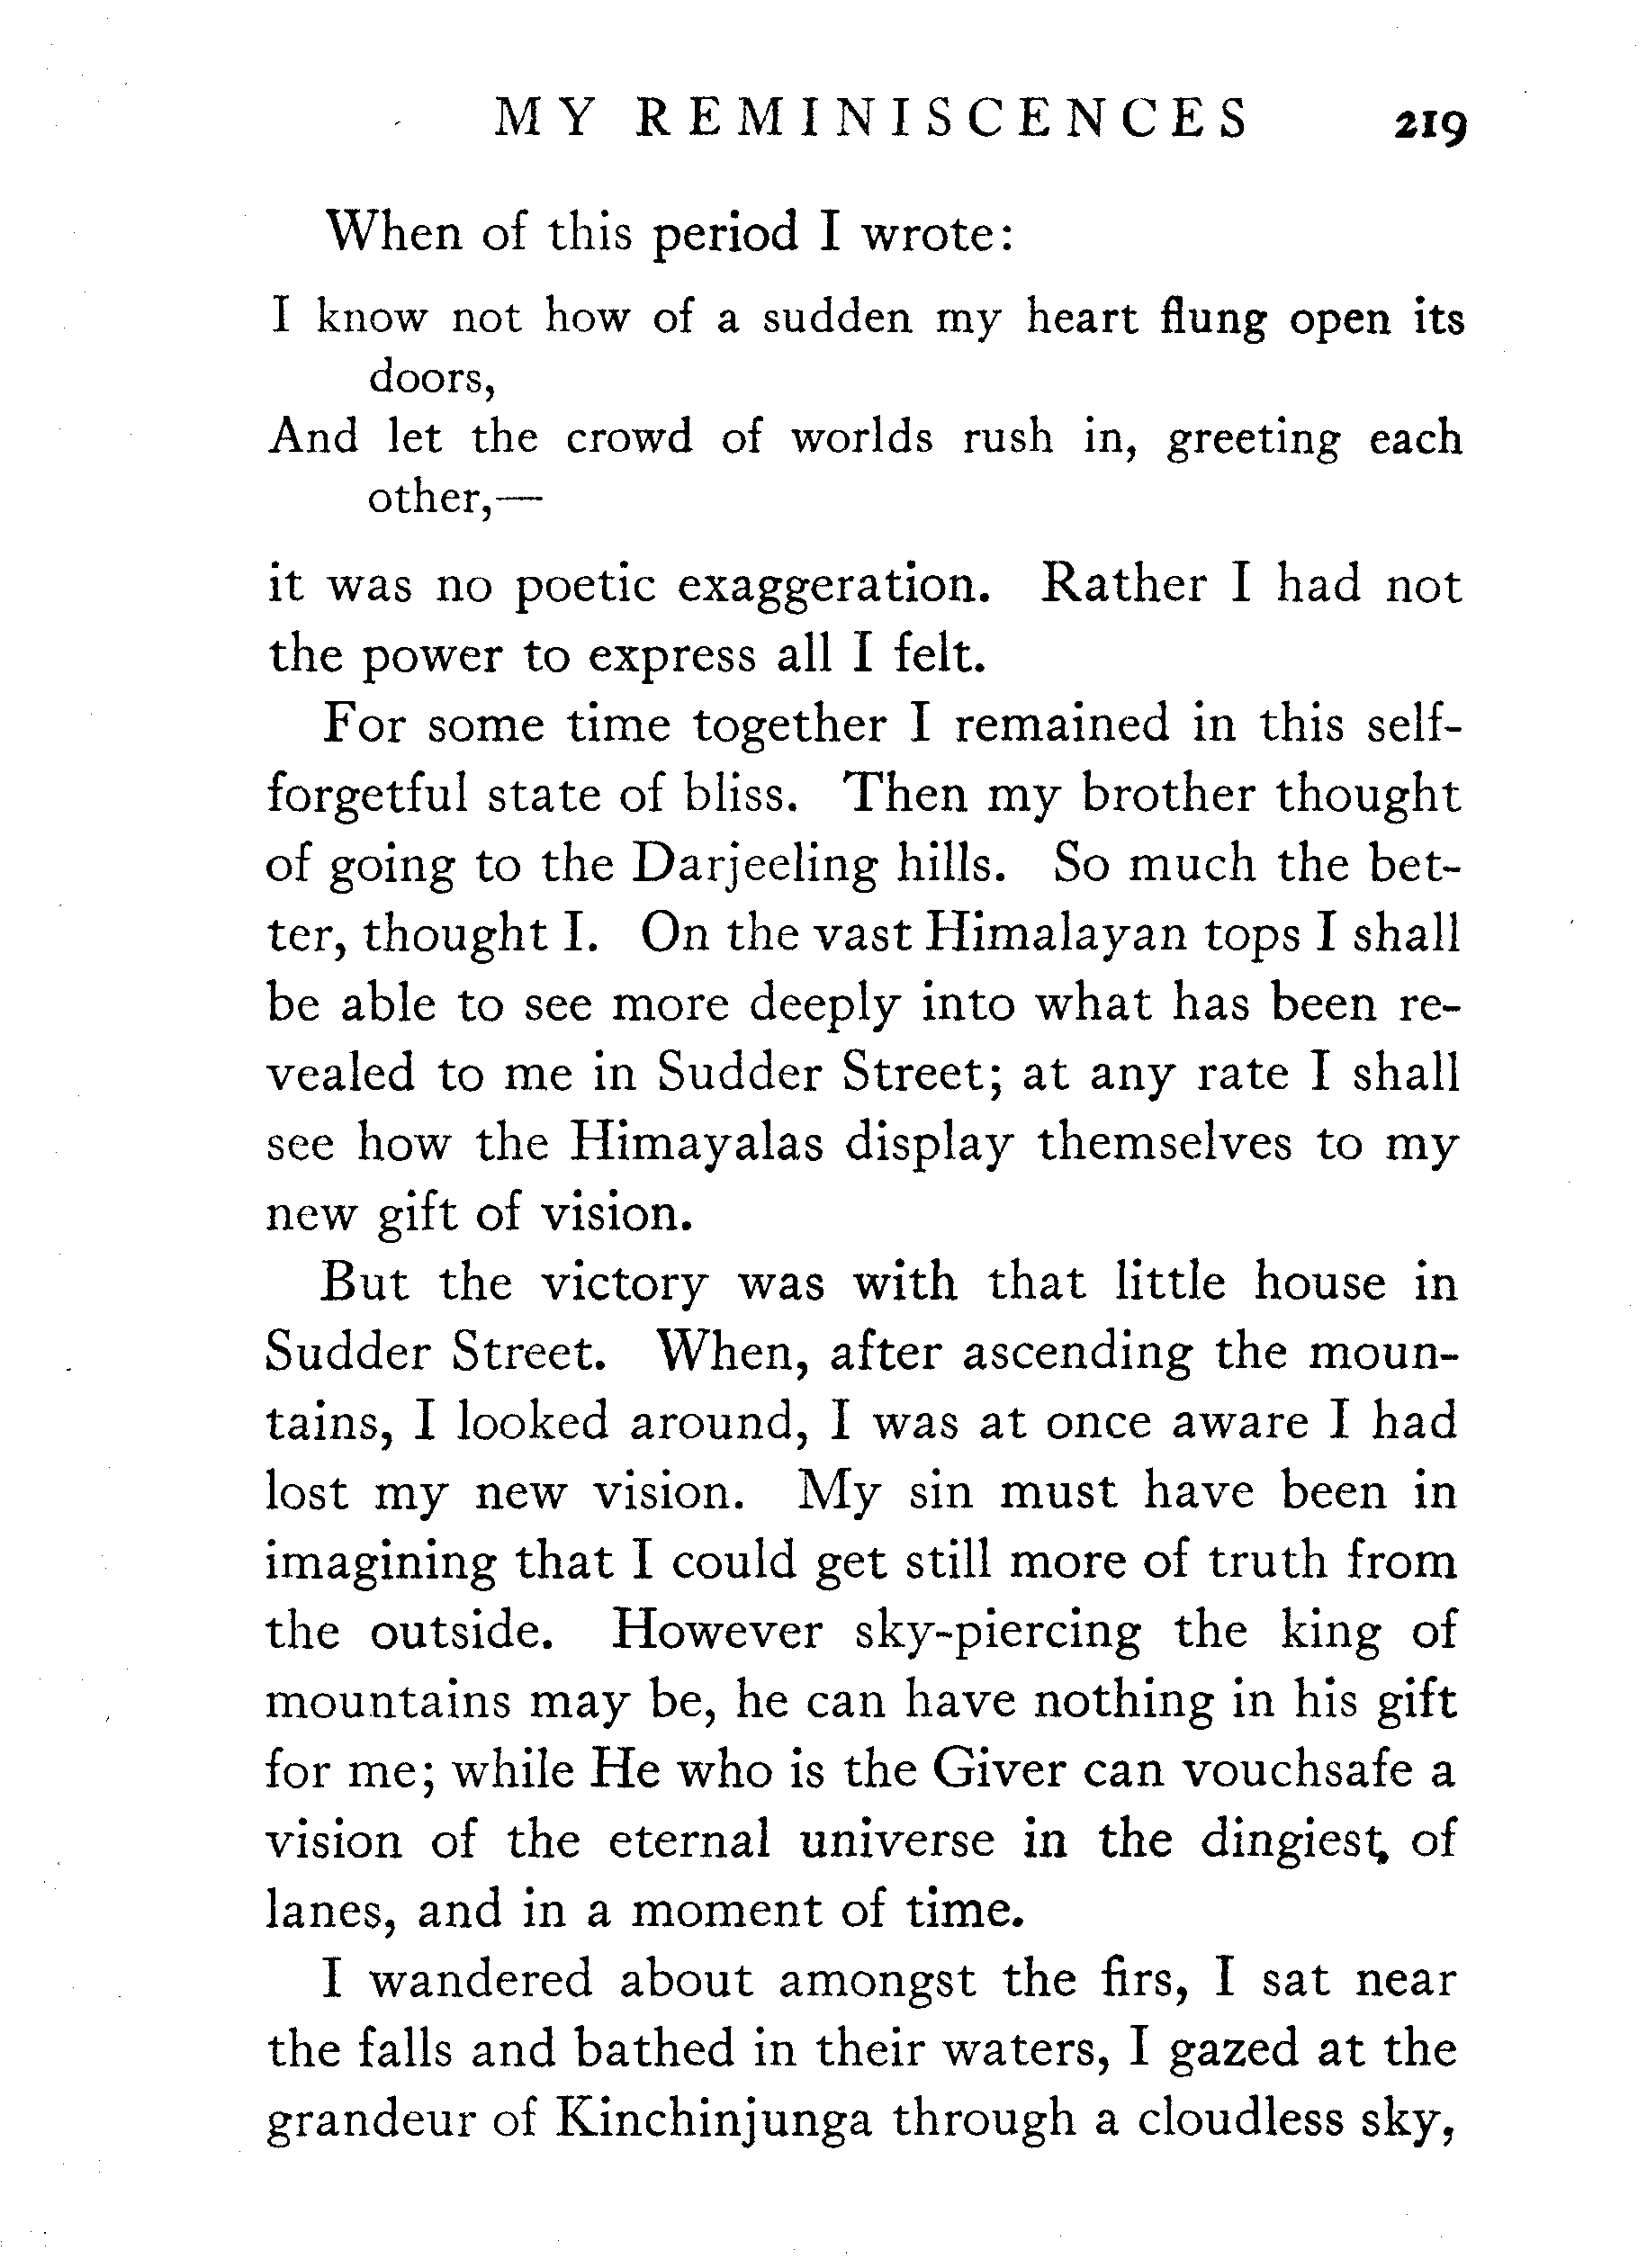 MY REMINISCENCES 219
When of this period I wrote:
I know not how of a sudden my heart flung open its
doors,
And let the crowd of worlds rush in, greeting each
other,—
it was no poetic exaggeration. Rather I had not
the power to express all I felt.
For some time together I remained in this self-
forgetful state of bliss. Then my brother thought
of going to the Darjeeling hills. So much the bet-
ter, thought I. On the vast Himalayan tops I shall
be able to see more deeply into what has been re-
vealed to me in Sudder Street; at any rate I shall
see how the Himayalas display themselves to my
new gift of vision.
But the victory was with that little house in
Sudder Street. When, after ascending the moun-
tains, I looked around, I was at once aware I had
lost my new vision. My sin must have been in
imagining that I could get still more of truth from
the outside. However sky-piercing the king of
mountains may be, he can have nothing in his gift
for me; while He who is the Giver can vouchsafe a
vision of the eternal universe in the dingiest of
lanes, and in a moment of time.
I wandered about amongst the firs, I sat near
the falls and bathed in their waters, I gazed at the
grandeur of Kinchinjunga through a cloudless sky,